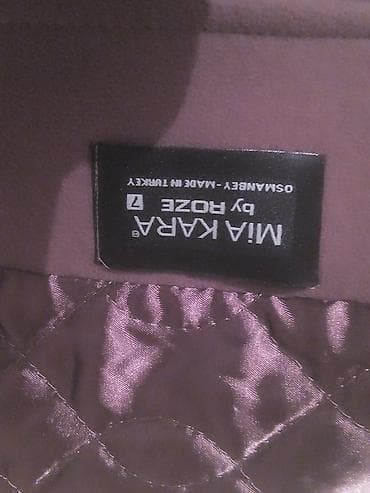 MiA KARA®
by ROZE 7
OSMANBEY - MADE IN TURKEY